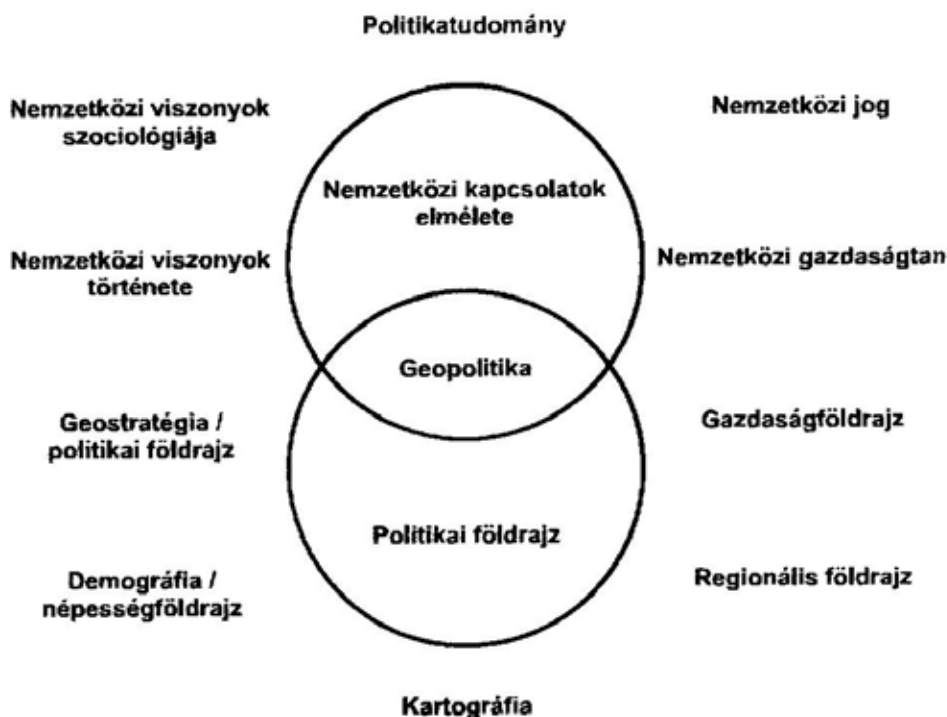 Politikatudomány
Nemzetközi viszonyok
szociológiája
Nemzetközi jog
Nemzetközi kapcsolatok
elmélete
Nemzetközi viszonyok
története
Nemzetközi gazdaságtan
Geopolitika
Geostratégia /
politikai földrajz
Gazdaságföldrajz
Politikai földrajz
Demográfia /
népességföldrajz
Regionális földrajz
Kartográfia